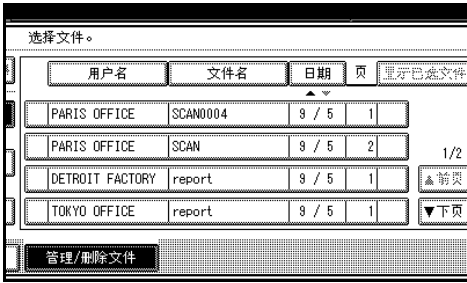 选择文件。
用户名 文件名 日期 页 显示已选文件
PARIS OFFICE SCAN0004 9 / 5 1
PARIS OFFICE SCAN 9 / 5 2
1/2
DETROIT FACTORY report 9 / 5 1 ▲前页
TOKYO OFFICE report 9 / 5 1 ▼下页
管理/删除文件